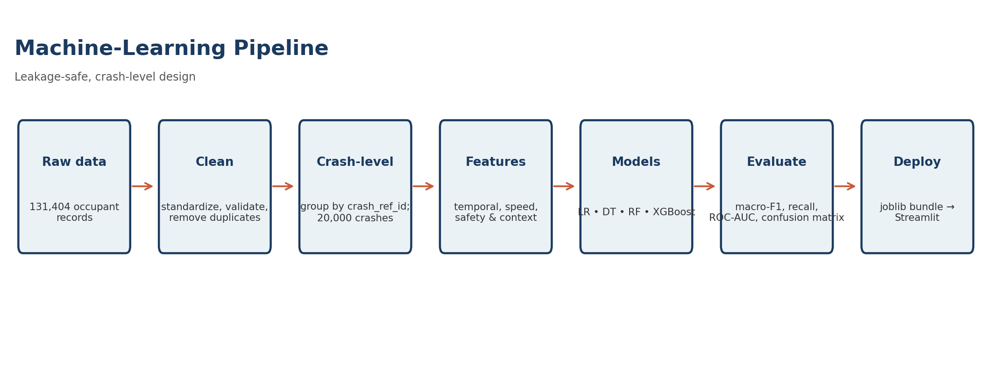 Machine-Learning Pipeline
Leakage-safe, crash-level design
Raw data
131,404 occupant
records
Clean
standardize, validate,
remove duplicates
Crash-level
group by crash_ref_id;
20,000 crashes
Features
temporal, speed,
safety & context
Models
LR • DT • RF • XGBoost
Evaluate
macro-F1, recall,
ROC-AUC, confusion matrix
Deploy
joblib bundle →
Streamlit